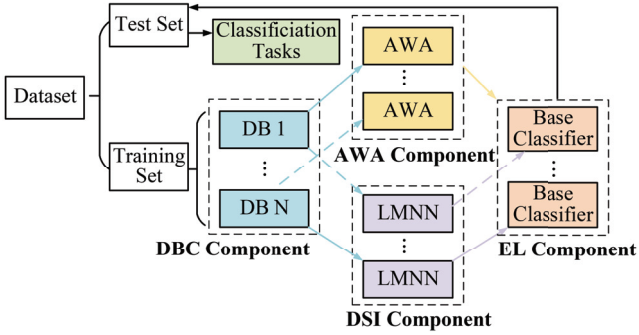 Dataset
Test Set
Classificiation
Tasks
Training
Set
DB 1
⋮
DB N
DBC Component
AWA
⋮
AWA
AWA Component
LMNN
⋮
LMNN
DSI Component
Base
Classifier
⋮
Base
Classifier
EL Component